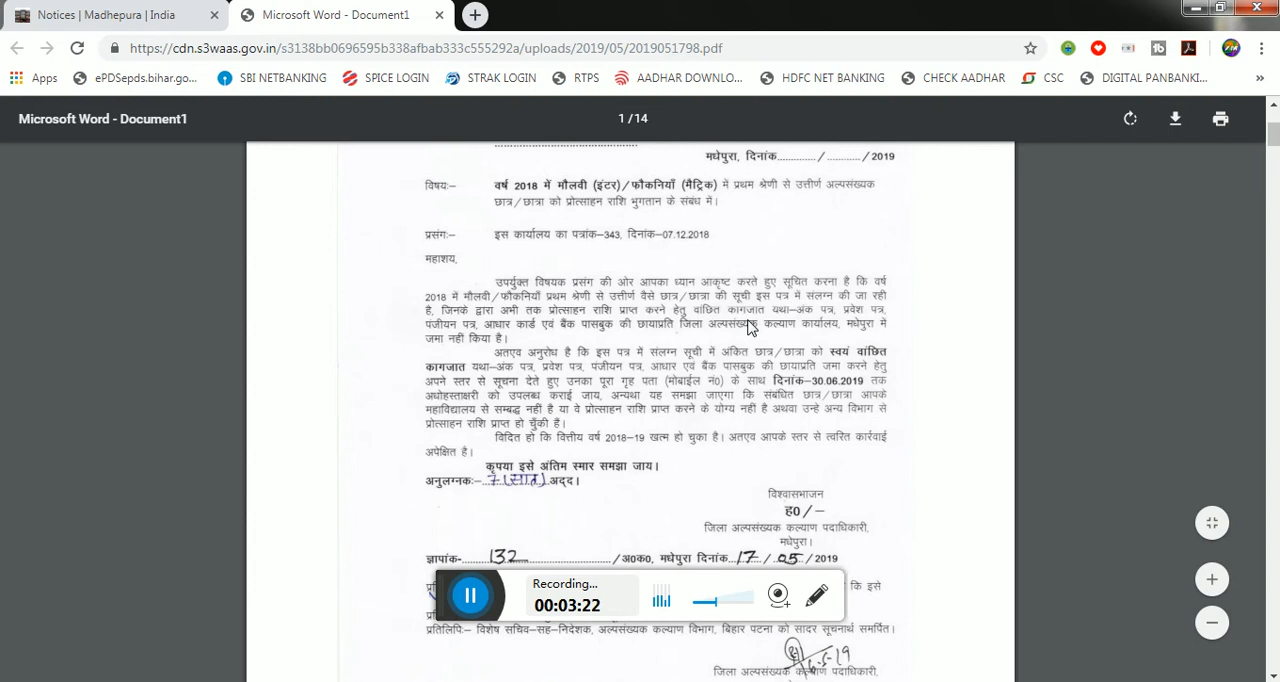 Notices | Madhepura | India
Microsoft Word - Document1
https://cdn.s3waas.gov.in/s3138bb0696595b338afbab333c555292a/uploads/2019/05/2019051798.pdf
Apps ePDSepds.bihar.go... SBI NETBANKING SPICE LOGIN STRAK LOGIN RTPS AADHAR DOWNLO... HDFC NET BANKING CHECK AADHAR CSC DIGITAL PANBANKI... »
Microsoft Word - Document1 1 / 14
मधेपुरा, दिनांक............/............/2019
विषय:- वर्ष 2018 में मौलवी (इंटर)/फौकनियाँ (मैट्रिक) में प्रथम श्रेणी से उत्तीर्ण अल्पसंख्यक
छात्र/छात्रा को प्रोत्साहन राशि भुगतान के संबंध में।
प्रसंग:- इस कार्यालय का पत्रांक-343, दिनांक-07.12.2018
महाशय,
उपर्युक्त विषयक प्रसंग की ओर आपका ध्यान आकृष्ट करते हुए सूचित करना है कि वर्ष
2018 में मौलवी/फौकनियाँ प्रथम श्रेणी से उत्तीर्ण वैसे छात्र/छात्रा की सूची इस पत्र में संलग्न की जा रही
है, जिनके द्वारा अभी तक प्रोत्साहन राशि प्राप्त करने हेतु वांछित कागजात यथा-अंक पत्र, प्रवेश पत्र,
पंजीयन पत्र, आधार कार्ड एवं बैंक पासबुक की छायाप्रति जिला अल्पसंख्यक कल्याण कार्यालय, मधेपुरा में
जमा नहीं किया है।
अतएव अनुरोध है कि इस पत्र में संलग्न सूची में अंकित छात्र/छात्रा को स्वयं वांछित
कागजात यथा-अंक पत्र, प्रवेश पत्र, पंजीयन पत्र, आधार एवं बैंक पासबुक की छायाप्रति जमा करने हेतु
अपने स्तर से सूचना देते हुए उनका पूरा गृह पता (मोबाईल नं0) के साथ दिनांक-30.06.2019 तक
अधोहस्ताक्षरी को उपलब्ध कराई जाय, अन्यथा यह समझा जाएगा कि संबंधित छात्र/छात्रा आपके
महाविद्यालय से सम्बद्ध नहीं है या वे प्रोत्साहन राशि प्राप्त करने के योग्य नहीं है अथवा उन्हे अन्य विभाग से
प्रोत्साहन राशि प्राप्त हो चुँकी है।
विदित हो कि वित्तीय वर्ष 2018-19 खत्म हो चुका है। अतएव आपके स्तर से त्वरित कार्रवाई
अपेक्षित है।
कृपया इसे अंतिम स्मार समझा जाय।
अनुलग्नक:- 7 (सात) अद्द।
विश्वासभाजन
ह0/-
जिला अल्पसंख्यक कल्याण पदाधिकारी,
मधेपुरा।
ज्ञापांक- 132 /अ0क0, मधेपुरा दिनांक 17/05/2019
Recording...
00:03:22
कि इसे
प्रतिलिपि:- विशेष सचिव-सह-निदेशक, अल्पसंख्यक कल्याण विभाग, बिहार पटना को सादर सूचनार्थ समर्पित।
जिला अल्पसंख्यक कल्याण पदाधिकारी,